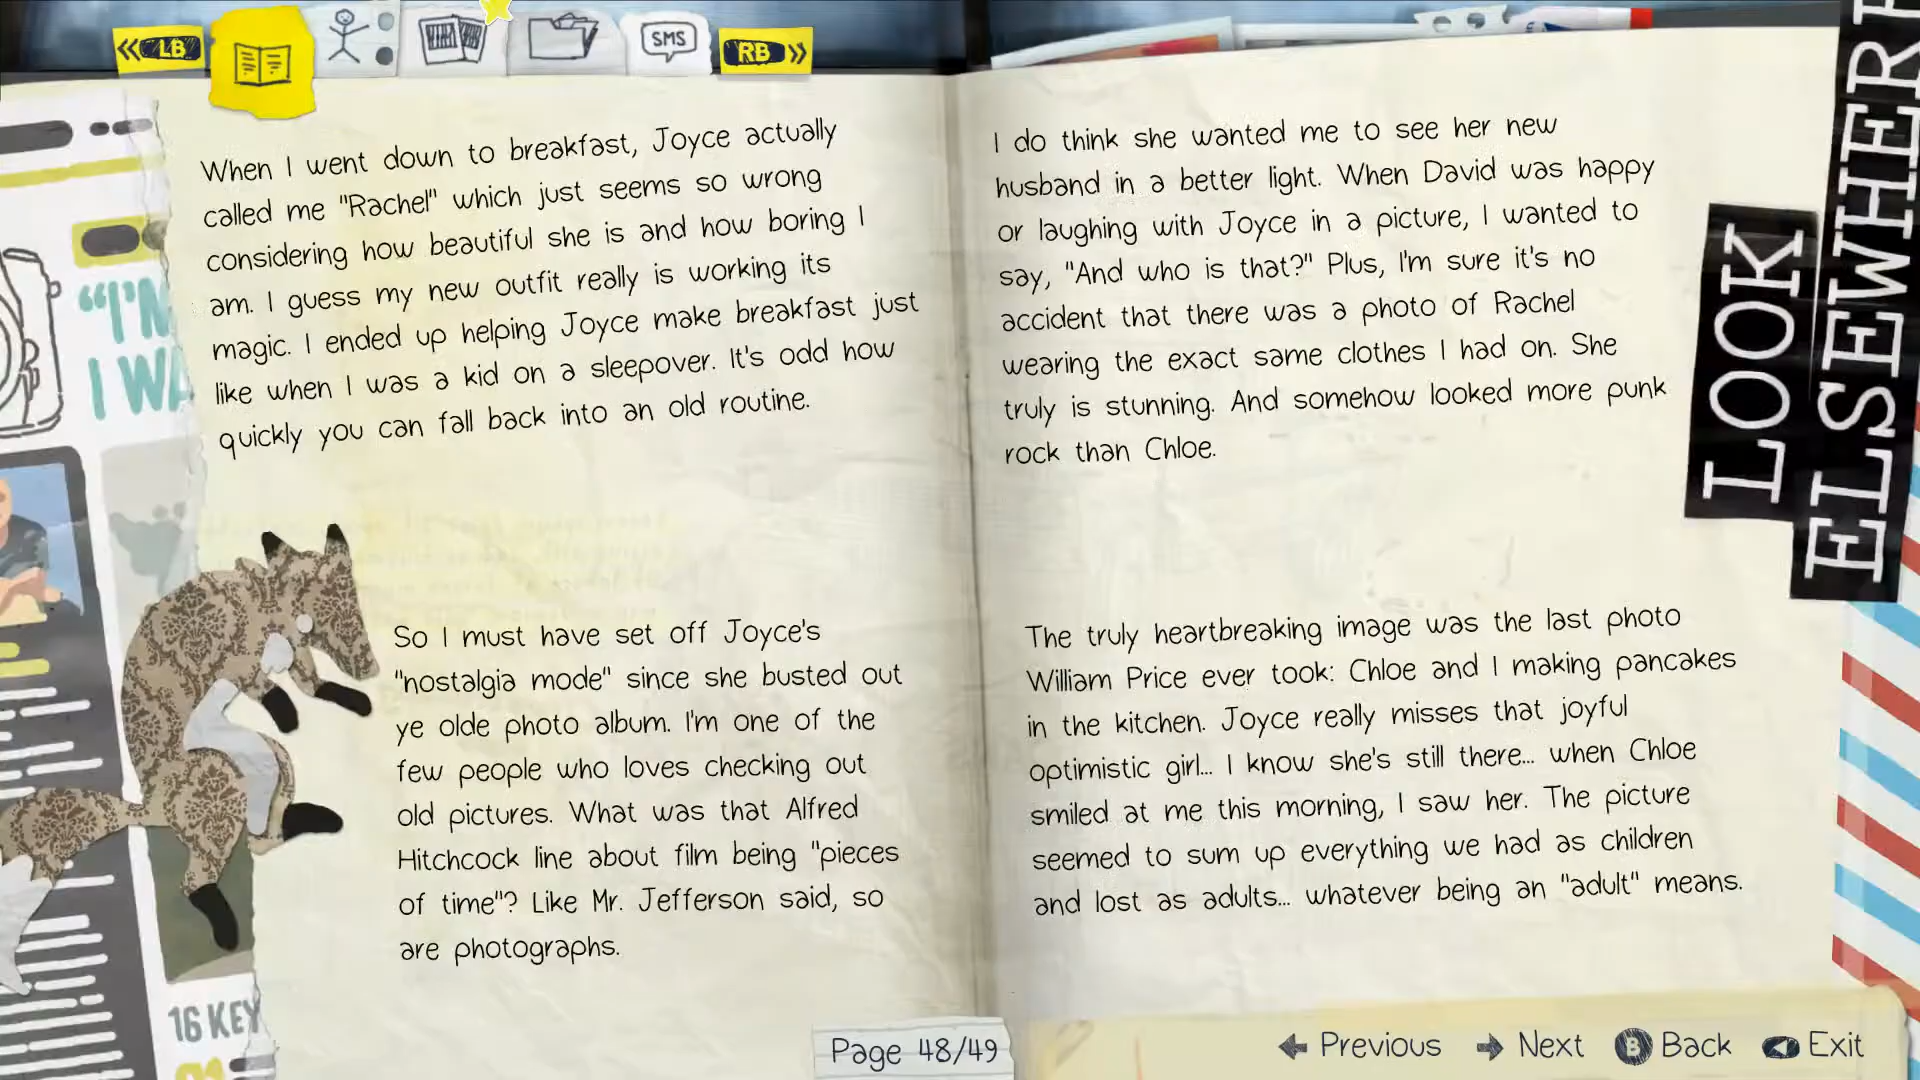 LB
SMS
RB
When I went down to breakfast, Joyce actually
called me "Rachel" which just seems so wrong
considering how beautiful she is and how boring I
am. I guess my new outfit really is working its
magic. I ended up helping Joyce make breakfast just
like when I was a kid on a sleepover. It's odd how
quickly you can fall back into an old routine.
So I must have set off Joyce's
"nostalgia mode" since she busted out
ye olde photo album. I'm one of the
few people who loves checking out
old pictures. What was that Alfred
Hitchcock line about film being "pieces
of time"? Like Mr. Jefferson said, so
are photographs.
I do think she wanted me to see her new
husband in a better light. When David was happy
or laughing with Joyce in a picture, I wanted to
say, "And who is that?" Plus, I'm sure it's no
accident that there was a photo of Rachel
wearing the exact same clothes I had on. She
truly is stunning. And somehow looked more punk
rock than Chloe.
The truly heartbreaking image was the last photo
William Price ever took: Chloe and I making pancakes
in the kitchen. Joyce really misses that joyful
optimistic girl... I know she's still there... when Chloe
smiled at me this morning, I saw her. The picture
seemed to sum up everything we had as children
and lost as adults... whatever being an "adult" means.
LOOK
ELSEWHERE
"I'M
I WA
16 KEY
Page 48/49
Previous
Next
B Back
Exit